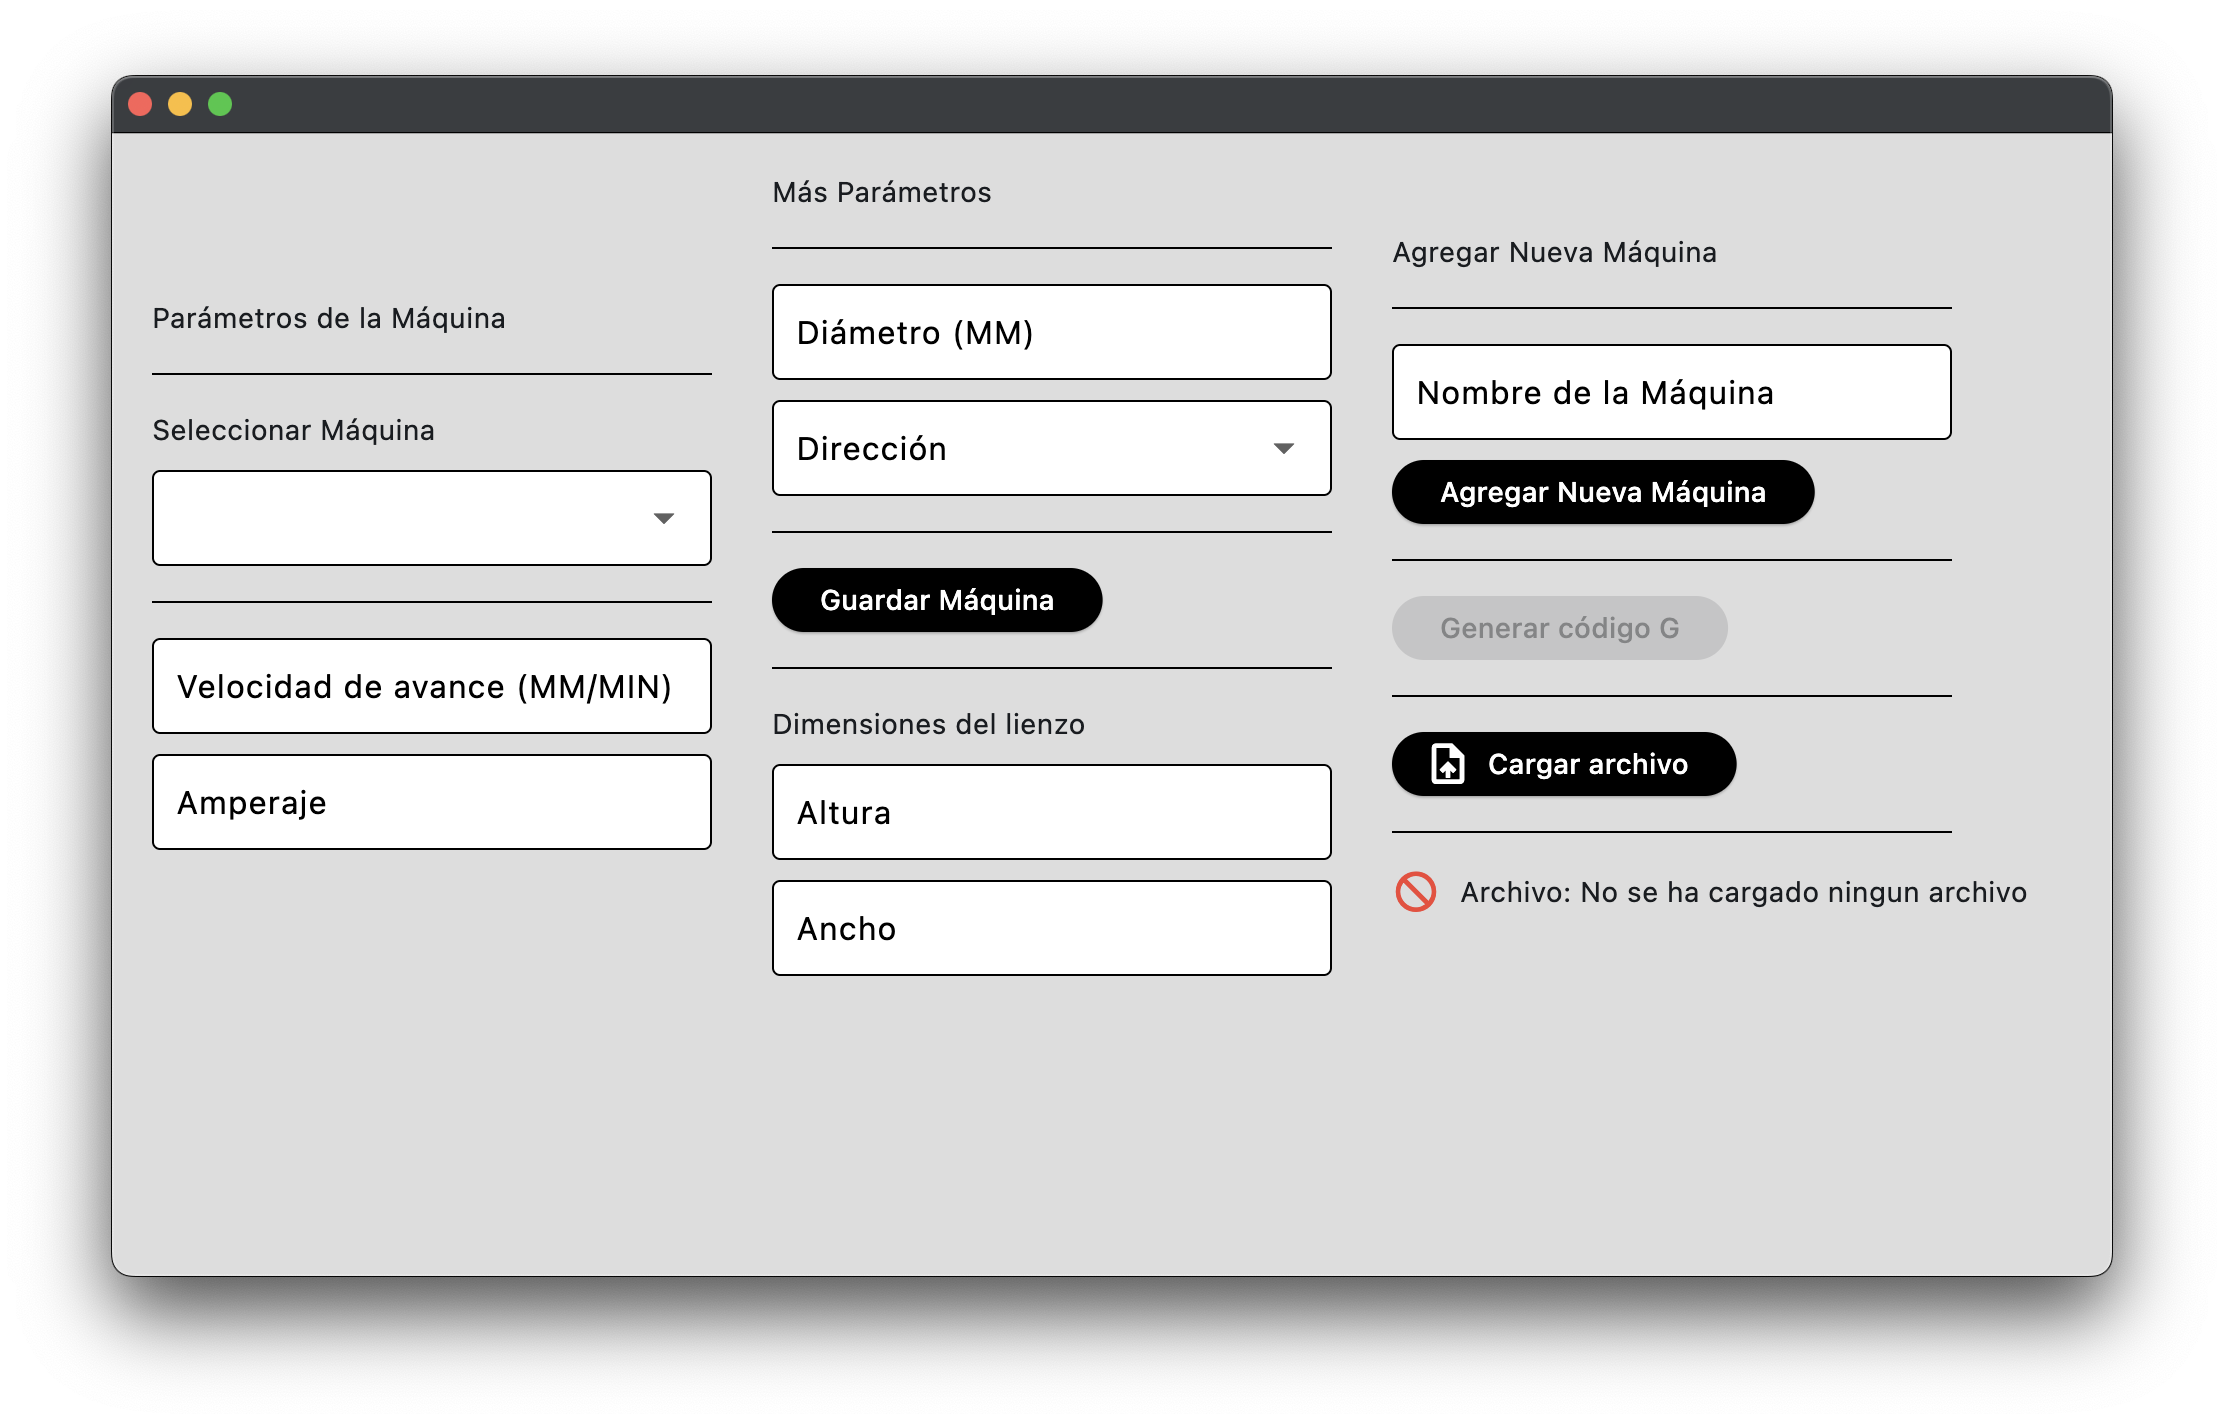 Parámetros de la Máquina
Seleccionar Máquina
Velocidad de avance (MM/MIN)
Amperaje
Más Parámetros
Diámetro (MM)
Dirección
Guardar Máquina
Dimensiones del lienzo
Altura
Ancho
Agregar Nueva Máquina
Nombre de la Máquina
Agregar Nueva Máquina
Generar código G
Cargar archivo
Archivo: No se ha cargado ningun archivo